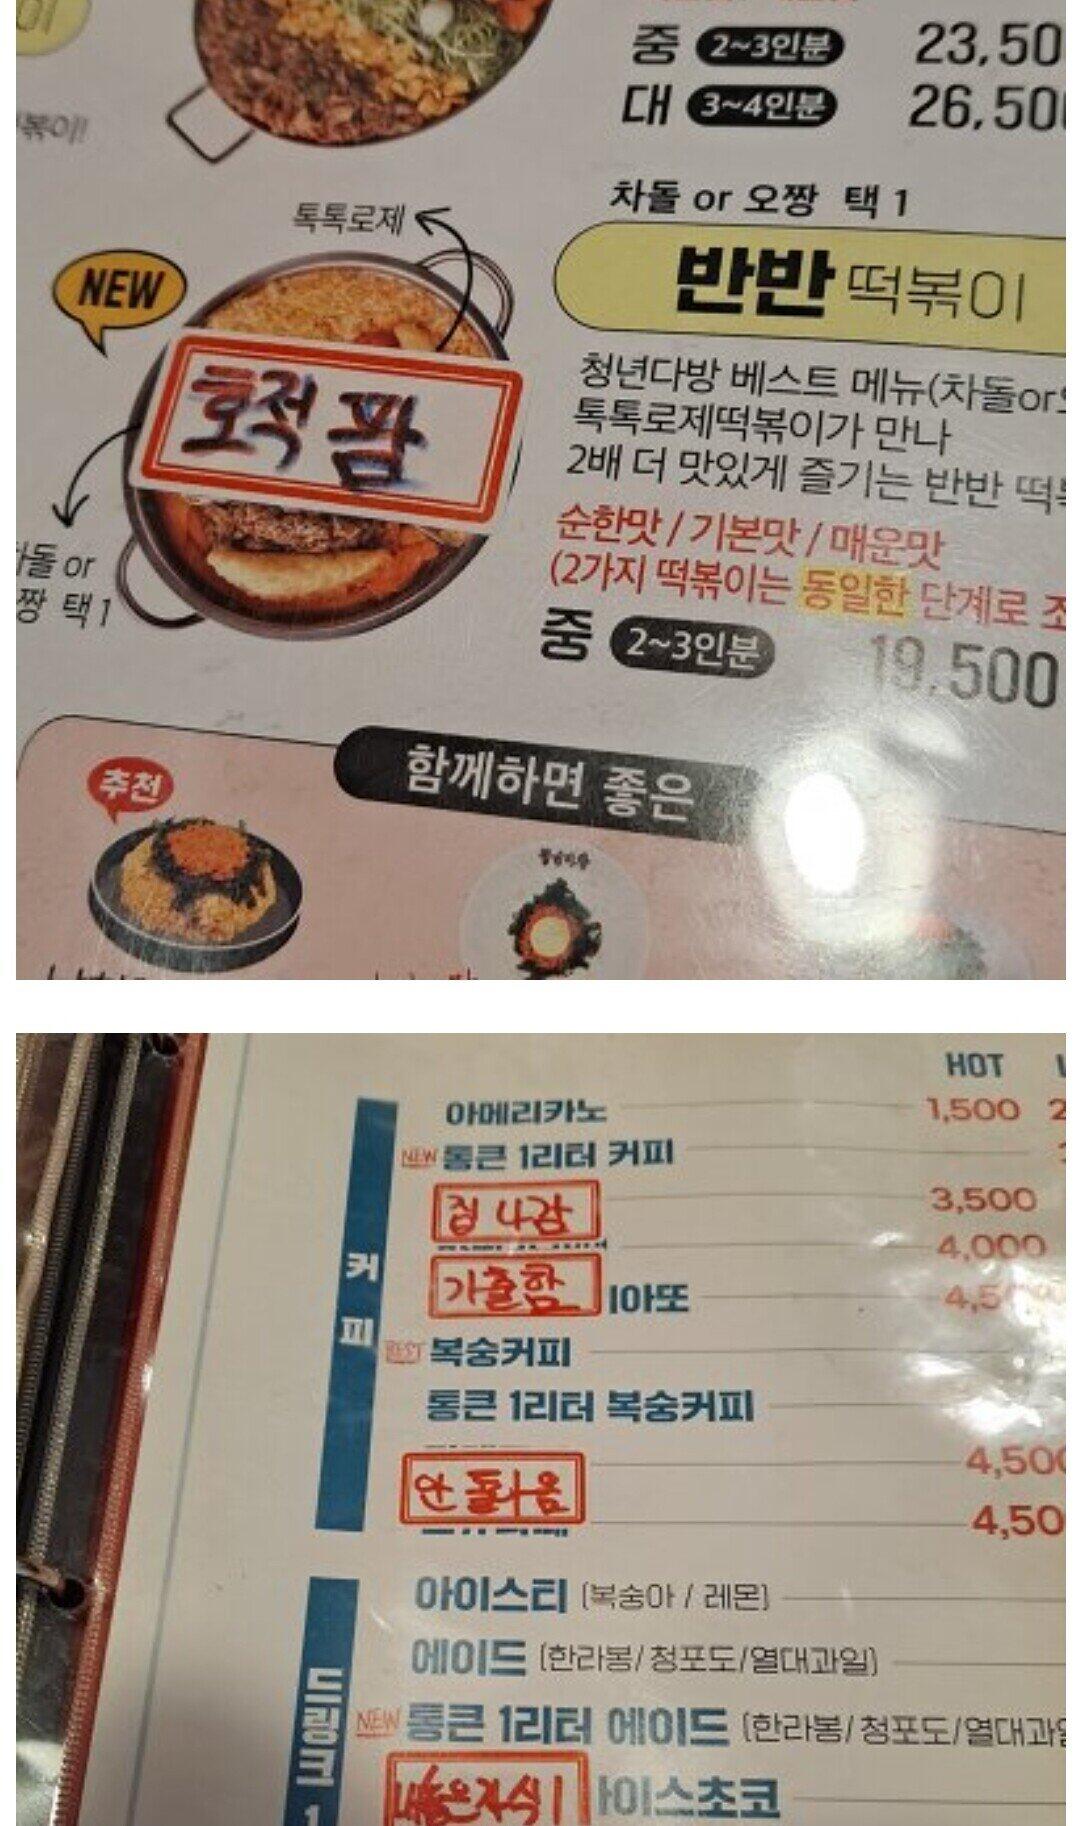 중 2~3인분 23,50
대 3~4인분 26,500
볶이!
차돌 or 오짱 택 1
톡톡로제
NEW
반반 떡볶이
호적 팜
청년다방 베스트 메뉴(차돌or
톡톡로제떡볶이가 만나
2배 더 맛있게 즐기는 반반 떡
순한맛 / 기본맛 / 매운맛
(2가지 떡볶이는 동일한 단계로 조
돌 or
짱 택1
중 2~3인분 19,500
함께하면 좋은
추천
HOT
아메리카노 1,500 2
NEW 통큰 1리터 커피
집 나감 3,500
4,000
가출함 아또 4,5
커피
BEST 복숭커피
통큰 1리터 복숭커피
4,500
안 돌아옴
4,50
아이스티 (복숭아 / 레몬)
에이드 (한라봉/청포도/열대과일)
드링크
NEW 통큰 1리터 에이드 (한라봉/청포도/열대과일
이스초코